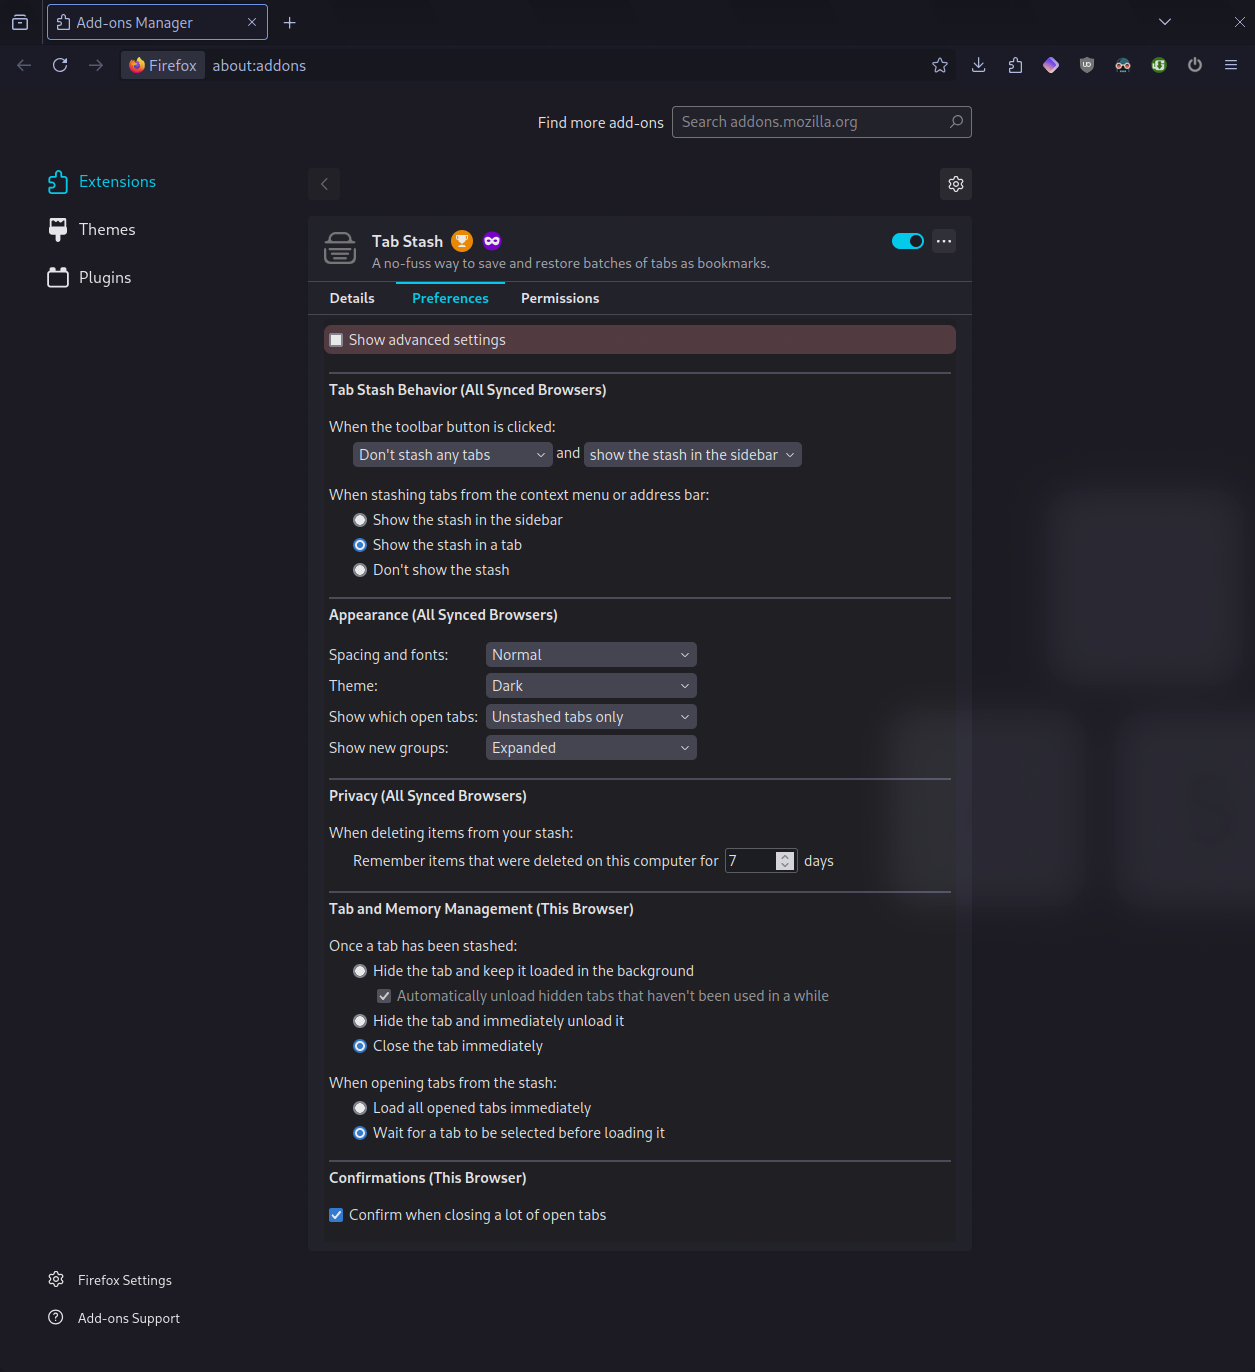 Add-ons Manager
Firefox about:addons
Find more add-ons Search addons.mozilla.org
Extensions
Themes
Plugins
Tab Stash
A no-fuss way to save and restore batches of tabs as bookmarks.
Details Preferences Permissions
Show advanced settings
Tab Stash Behavior (All Synced Browsers)
When the toolbar button is clicked:
Don't stash any tabs and show the stash in the sidebar
When stashing tabs from the context menu or address bar:
Show the stash in the sidebar
Show the stash in a tab
Don't show the stash
Appearance (All Synced Browsers)
Spacing and fonts: Normal
Theme: Dark
Show which open tabs: Unstashed tabs only
Show new groups: Expanded
Privacy (All Synced Browsers)
When deleting items from your stash:
Remember items that were deleted on this computer for 7 days
Tab and Memory Management (This Browser)
Once a tab has been stashed:
Hide the tab and keep it loaded in the background
Automatically unload hidden tabs that haven't been used in a while
Hide the tab and immediately unload it
Close the tab immediately
When opening tabs from the stash:
Load all opened tabs immediately
Wait for a tab to be selected before loading it
Confirmations (This Browser)
Confirm when closing a lot of open tabs
Firefox Settings
Add-ons Support